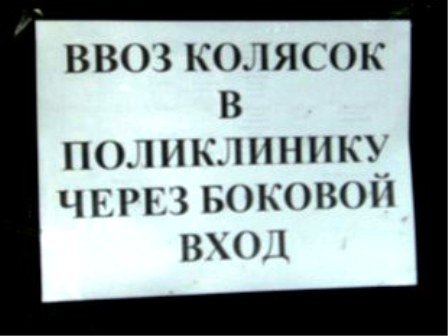 ВВОЗ КОЛЯСОК
В
ПОЛИКЛИНИКУ
ЧЕРЕЗ БОКОВОЙ
ВХОД